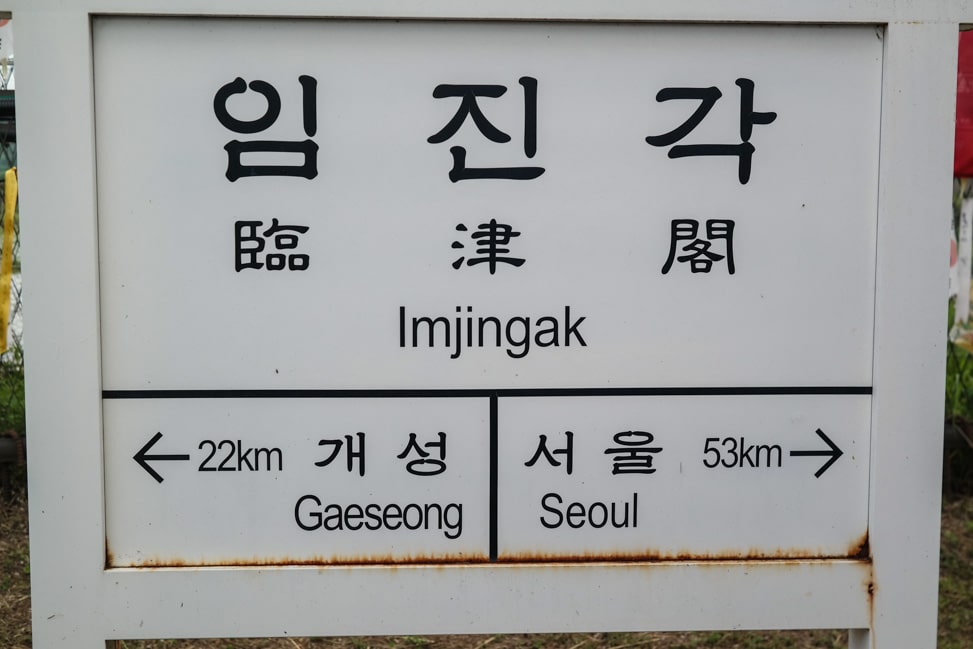 임 진 각
臨 津 閣
Imjingak
← 22km 개 성
Gaeseong
서 울 53km →
Seoul